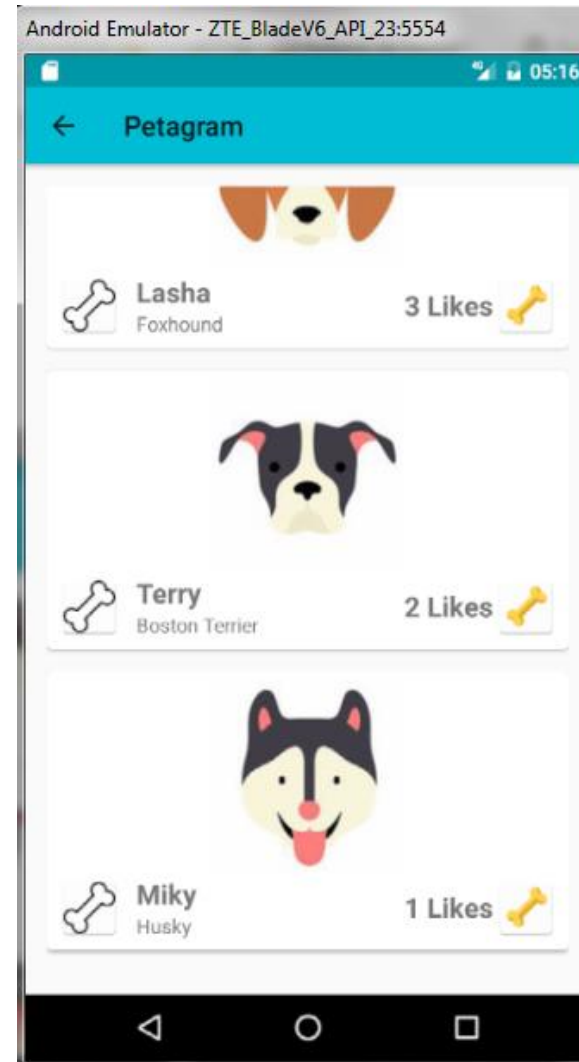 Android Emulator - ZTE_BladeV6_API_23:5554
4G 05:16
Petagram
Lasha
Foxhound
3 Likes
Terry
Boston Terrier
2 Likes
Miky
Husky
1 Likes